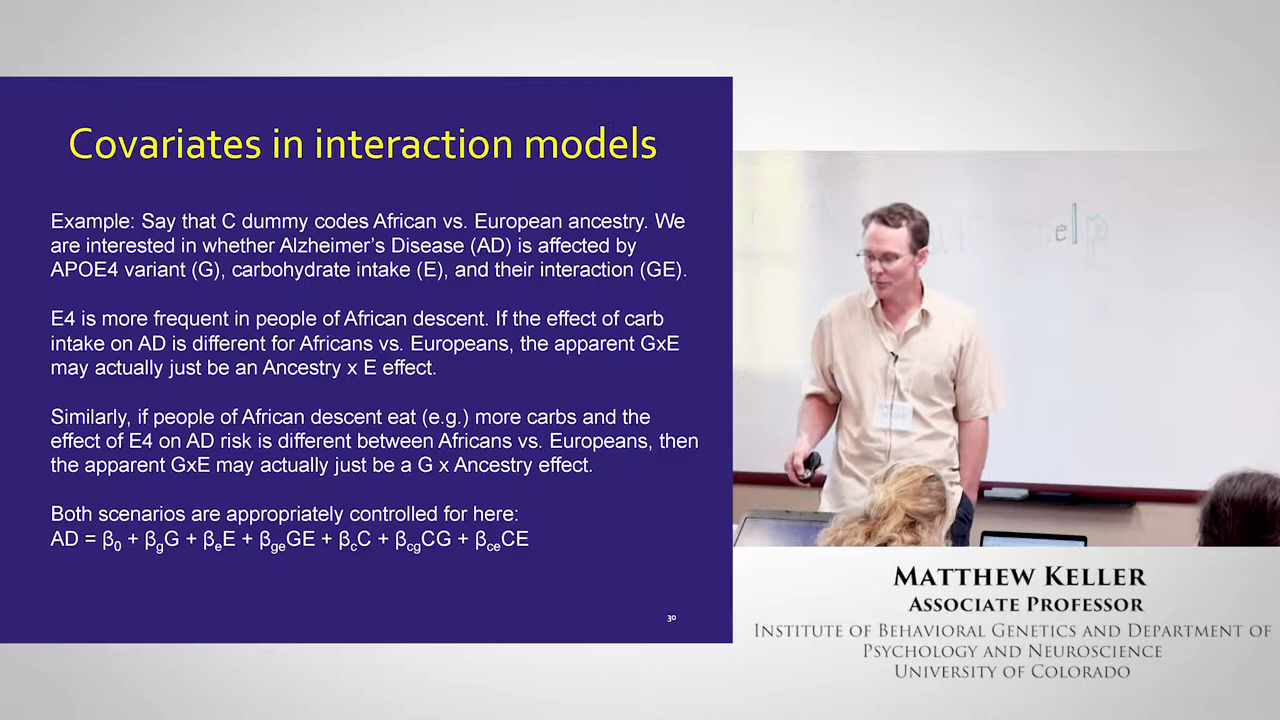 Covariates in interaction models
Example: Say that C dummy codes African vs. European ancestry. We
are interested in whether Alzheimer's Disease (AD) is affected by
APOE4 variant (G), carbohydrate intake (E), and their interaction (GE).
E4 is more frequent in people of African descent. If the effect of carb
intake on AD is different for Africans vs. Europeans, the apparent GxE
may actually just be an Ancestry x E effect.
Similarly, if people of African descent eat (e.g.) more carbs and the
effect of E4 on AD risk is different between Africans vs. Europeans, then
the apparent GxE may actually just be a G x Ancestry effect.
Both scenarios are appropriately controlled for here:
AD = β₀ + βgG + βeE + βgeGE + βcC + βcgCG + βceCE
30
elp
MATTHEW KELLER
ASSOCIATE PROFESSOR
INSTITUTE OF BEHAVIORAL GENETICS AND DEPARTMENT OF
PSYCHOLOGY AND NEUROSCIENCE
UNIVERSITY OF COLORADO